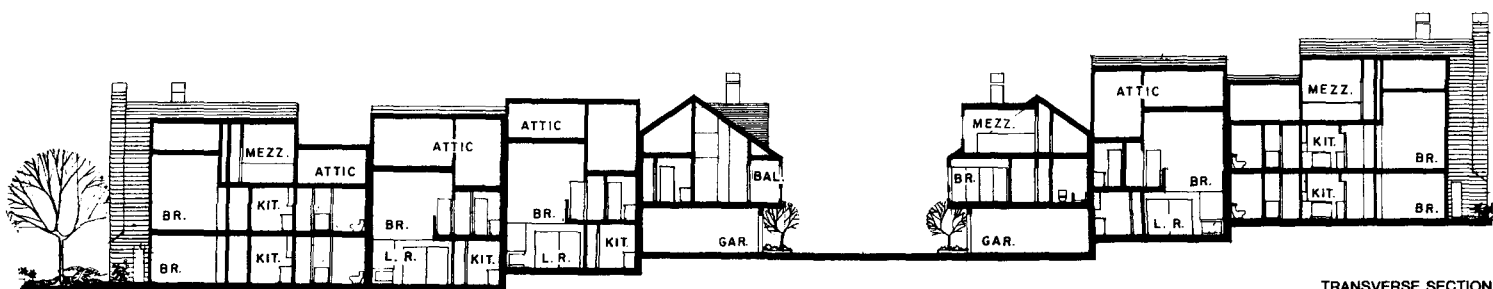 MEZZ.
ATTIC
BR.
KIT.
BR.
KIT.
ATTIC
BR.
L.R.
KIT.
ATTIC
BR.
L.R.
KIT.
BAL.
GAR.
MEZZ.
BR.
GAR.
ATTIC
BR.
L.R.
MEZZ.
KIT.
BR.
KIT.
BR.
TRANSVERSE SECTION